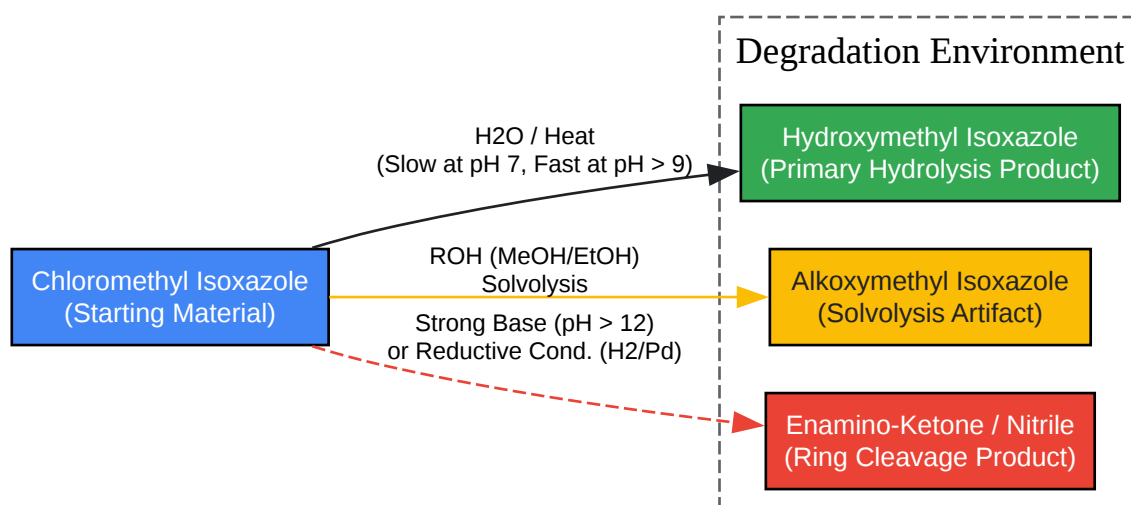 Degradation Environment
H2O / Heat
(Slow at pH 7, Fast at pH > 9)
Hydroxymethyl Isoxazole
(Primary Hydrolysis Product)
Chloromethyl Isoxazole
(Starting Material)
ROH (MeOH/EtOH)
Solvolysis
Alkoxymethyl Isoxazole
(Solvolysis Artifact)
Strong Base (pH > 12)
or Reductive Cond. (H2/Pd)
Enamino-Ketone / Nitrile
(Ring Cleavage Product)